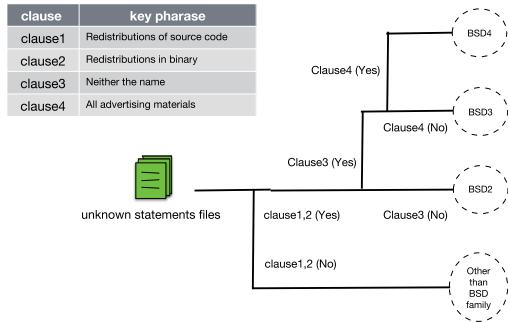 clause key pharase
clause1 Redistributions of source code
clause2 Redistributions in binary
clause3 Neither the name
clause4 All advertising materials
BSD4
Clause4 (Yes)
BSD3
Clause4 (No)
Clause3 (Yes)
BSD2
unknown statements files
clause1,2 (Yes)
Clause3 (No)
clause1,2 (No)
Other
than
BSD
family